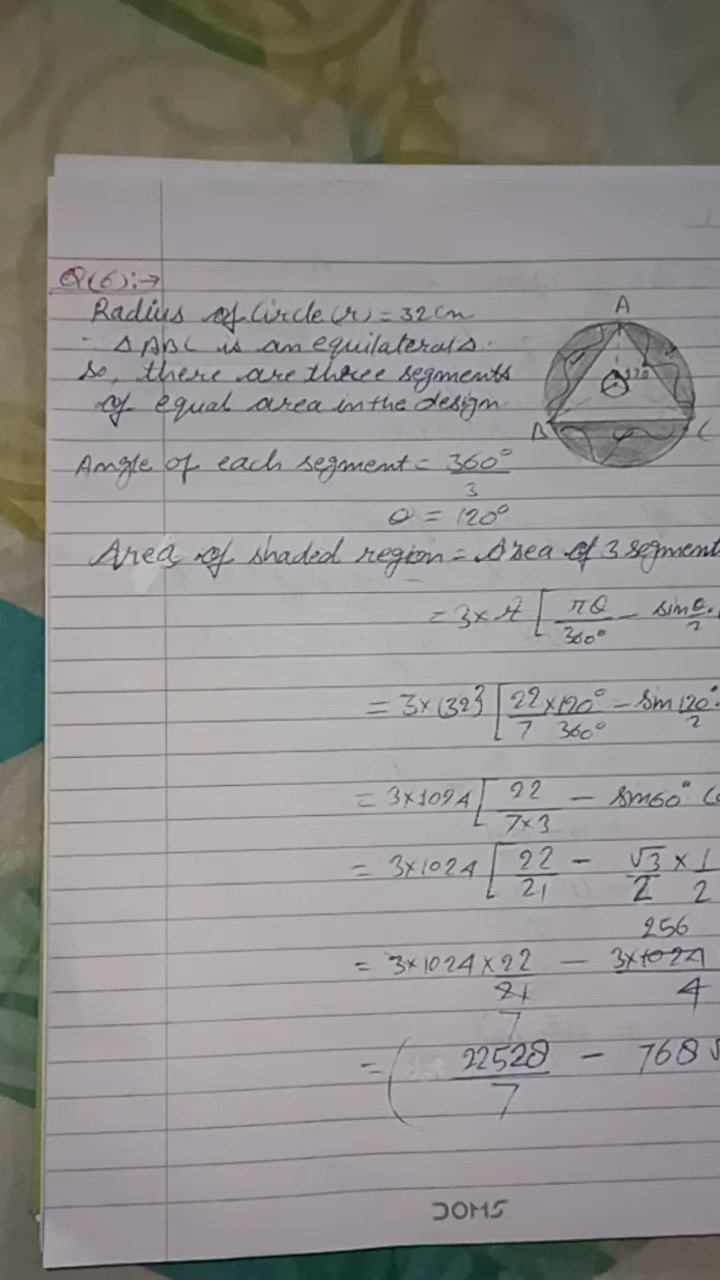 Q(6):→
Radius of Circle (r) = 32 cm
∵ △ABC is an equilateral △.
So, there are three segments
of equal area in the design.
A
120
B
C
Angle of each segment = 360°/3
θ = 120°
Area of shaded region = Area of 3 segment
= 3 × r² [πθ/360° - sin θ/2.
= 3 × (32)² [22/7 × 120°/360° - sin 120°/2.
= 3×1024 [22/7×3 - sin60°
= 3×1024 [22/21 - √3/2 × 1/2
256
= 3×1024×22/21 - 3×1024/4
7
= (22528/7 - 768√
DOMS